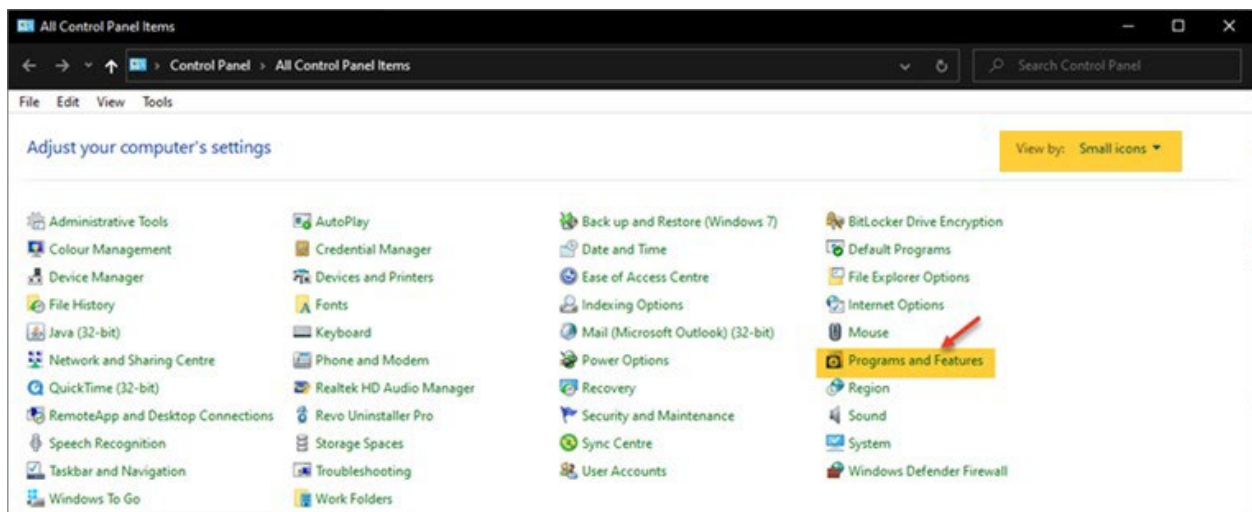 All Control Panel Items
Control Panel > All Control Panel Items
Search Control Panel
File Edit View Tools
Adjust your computer's settings
View by: Small icons
Administrative Tools AutoPlay Back up and Restore (Windows 7) BitLocker Drive Encryption
Colour Management Credential Manager Date and Time Default Programs
Device Manager Devices and Printers Ease of Access Centre File Explorer Options
File History Fonts Indexing Options Internet Options
Java (32-bit) Keyboard Mail (Microsoft Outlook) (32-bit) Mouse
Network and Sharing Centre Phone and Modem Power Options Programs and Features
QuickTime (32-bit) Realtek HD Audio Manager Recovery Region
RemoteApp and Desktop Connections Revo Uninstaller Pro Security and Maintenance Sound
Speech Recognition Storage Spaces Sync Centre System
Taskbar and Navigation Troubleshooting User Accounts Windows Defender Firewall
Windows To Go Work Folders